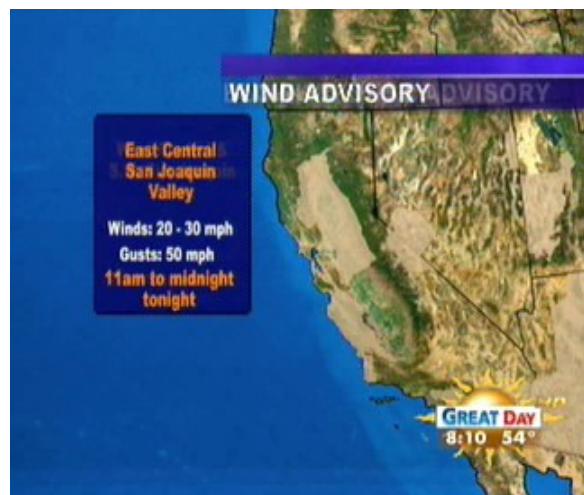 WIND ADVISORY
East Central
San Joaquin
Valley
Winds: 20 - 30 mph
Gusts: 50 mph
11am to midnight
tonight
GREAT DAY
8:10 54°